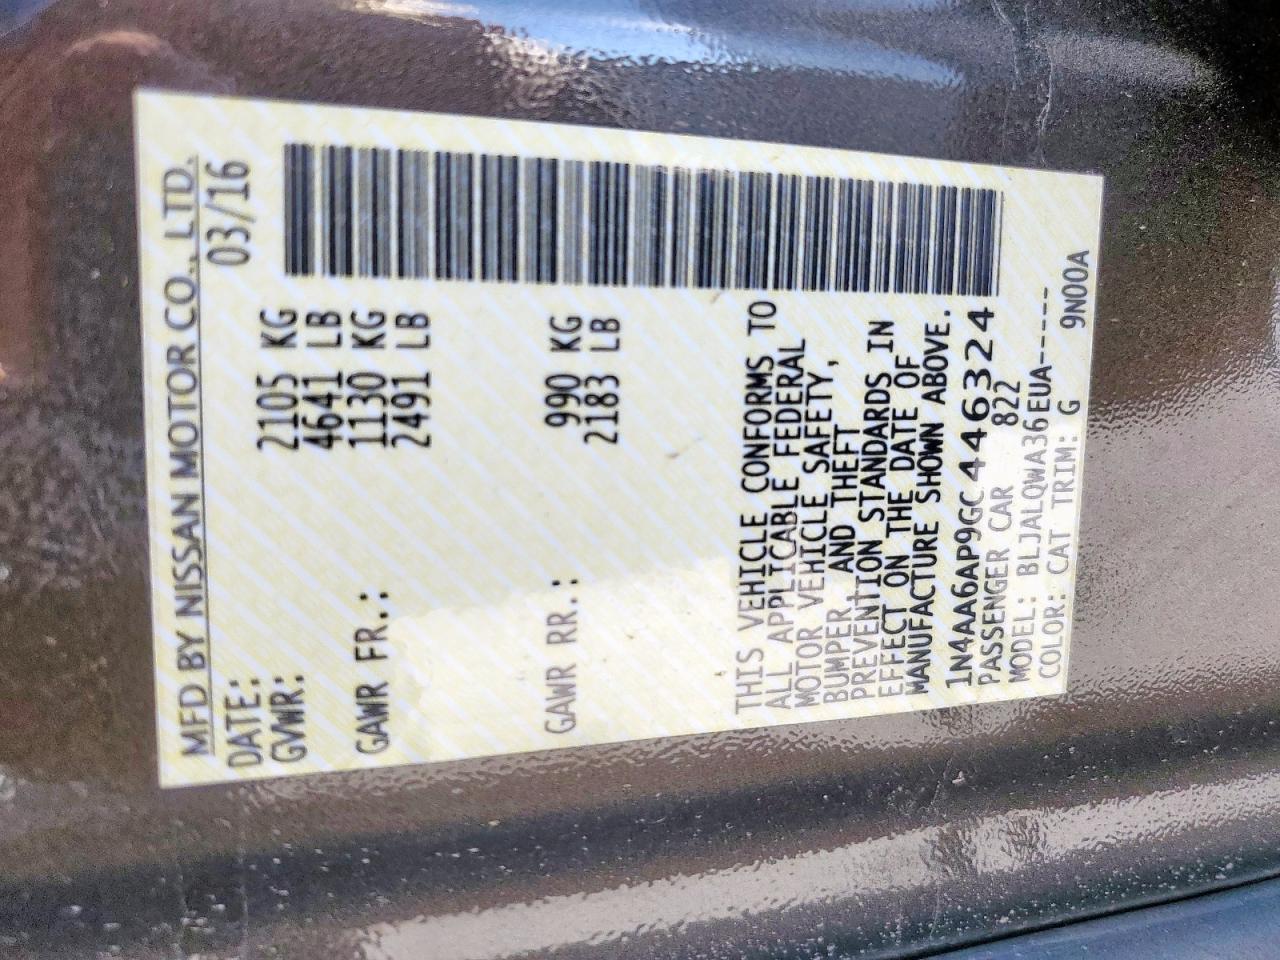 MFD BY NISSAN MOTOR CO., LTD.
DATE: 03/16
GVWR: 2105 KG
4641 LB
GAWR FR.: 1130 KG
2491 LB
GAWR RR.: 990 KG
2183 LB
THIS VEHICLE CONFORMS TO
ALL APPLICABLE FEDERAL
MOTOR VEHICLE SAFETY,
BUMPER, AND THEFT
PREVENTION STANDARDS IN
EFFECT ON THE DATE OF
MANUFACTURE SHOWN ABOVE.
1N4AA6AP9GC446324
PASSENGER CAR 822
MODEL: BLJALQWA36EUA-----
COLOR: CAT TRIM: G 9N00A